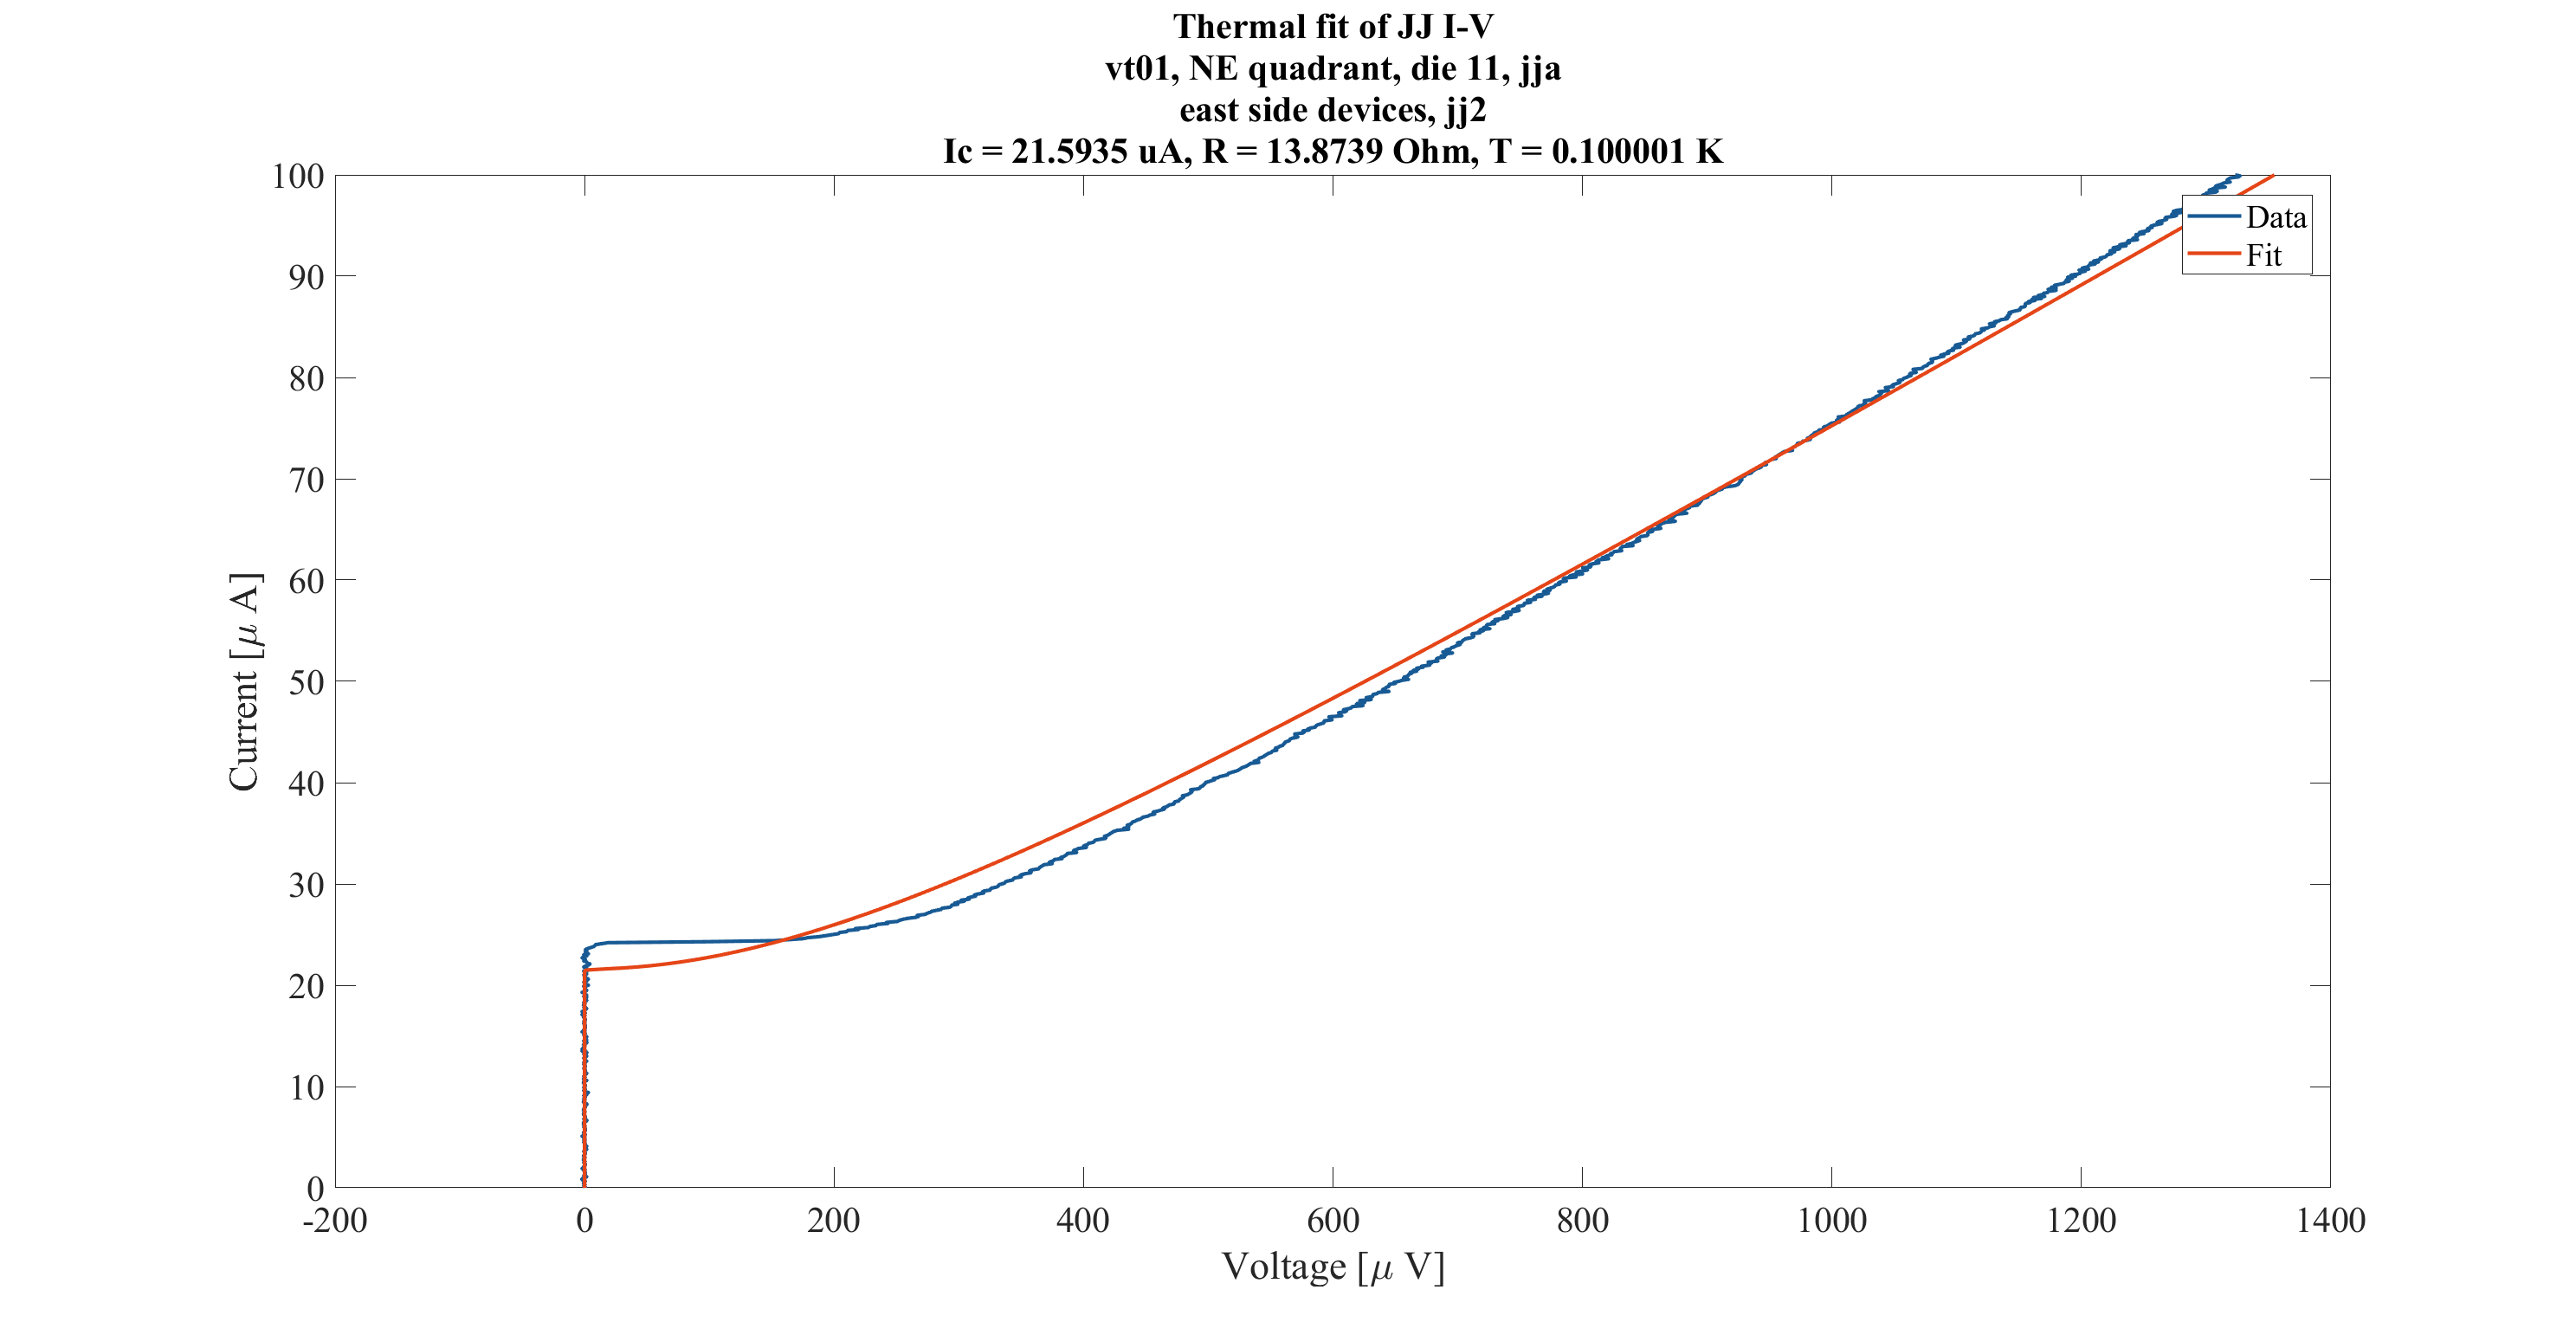 Thermal fit of JJ I-V
vt01, NE quadrant, die 11, jja
east side devices, jj2
Ic = 21.5935 uA, R = 13.8739 Ohm, T = 0.100001 K
100
90
80
70
60
50
40
30
20
10
0
Current [μ A]
Data
Fit
-200 0 200 400 600 800 1000 1200 1400
Voltage [μ V]